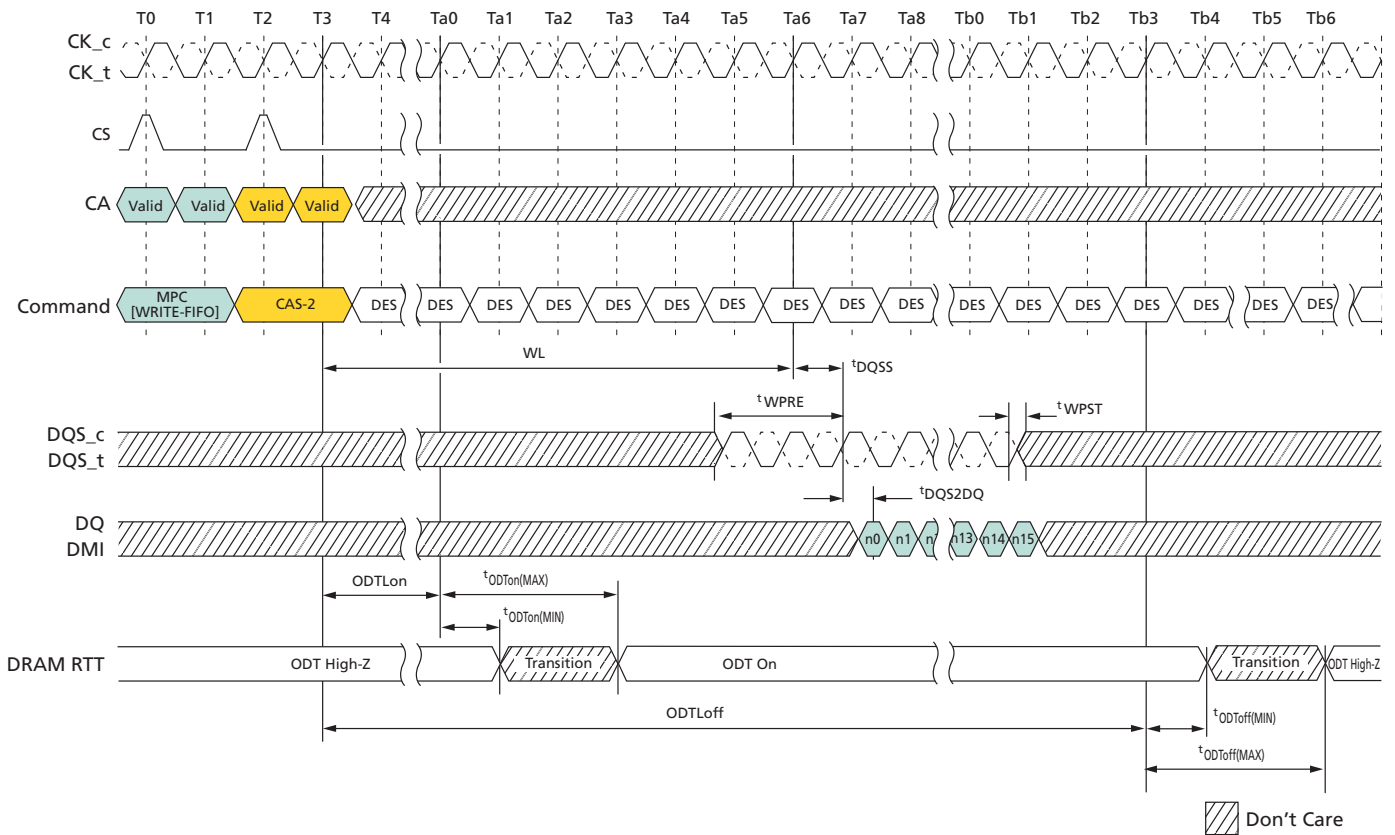 T0 T1 T2 T3 T4 Ta0 Ta1 Ta2 Ta3 Ta4 Ta5 Ta6 Ta7 Ta8 Tb0 Tb1 Tb2 Tb3 Tb4 Tb5 Tb6
CK_c
CK_t
CS
CA Valid Valid Valid Valid
Command MPC [WRITE-FIFO] CAS-2 DES DES DES DES DES DES DES DES DES DES DES DES DES DES DES DES DES
WL
tDQSS
tWPRE
tWPST
DQS_c
DQS_t
tDQS2DQ
DQ
DMI
n0 n1 n13 n14 n15
ODTLon
tODTon(MAX)
tODTon(MIN)
DRAM RTT ODT High-Z Transition ODT On Transition ODT High-Z
ODTLoff
tODToff(MIN)
tODToff(MAX)
Don't Care